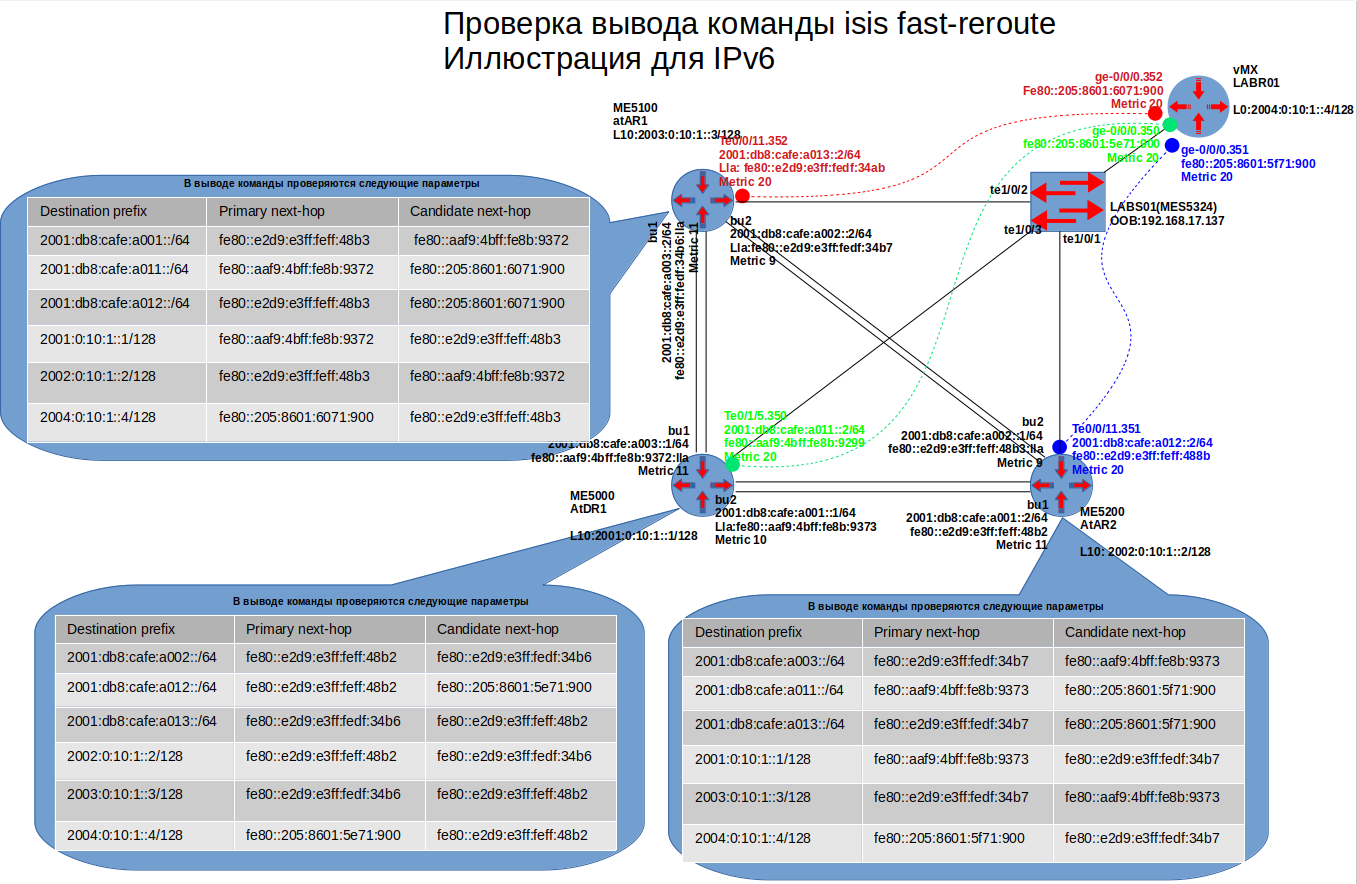 Проверка вывода команды isis fast-reroute
Иллюстрация для IPv6
vMX
LABR01
L0:2004:0:10:1::4/128
ge-0/0/0.352
Fe80::205:8601:6071:900
Metric 20
ge-0/0/0.350
fe80::205:8601:5e71:900
Metric 20
ge-0/0/0.351
fe80::205:8601:5f71:900
Metric 20
ME5100
atAR1
L10:2003:0:10:1::3/128
Te0/0/11.352
2001:db8:cafe:a013::2/64
Lla: fe80::e2d9:e3ff:fedf:34ab
Metric 20
te1/0/2
te1/0/3
te1/0/1
LABS01(MES5324)
OOB:192.168.17.137
bu2
2001:db8:cafe:a002::2/64
Lla:fe80::e2d9:e3ff:fedf:34b7
Metric 9
bu1
2001:db8:cafe:a003::2/64
fe80::e2d9:e3ff:fedf:34b6:lla
Metric 11
В выводе команды проверяются следующие параметры
Destination prefix Primary next-hop Candidate next-hop
2001:db8:cafe:a001::/64 fe80::e2d9:e3ff:feff:48b3 fe80::aaf9:4bff:fe8b:9372
2001:db8:cafe:a011::/64 fe80::aaf9:4bff:fe8b:9372 fe80::205:8601:6071:900
2001:db8:cafe:a012::/64 fe80::e2d9:e3ff:feff:48b3 fe80::205:8601:6071:900
2001:0:10:1::1/128 fe80::aaf9:4bff:fe8b:9372 fe80::e2d9:e3ff:feff:48b3
2002:0:10:1::2/128 fe80::e2d9:e3ff:feff:48b3 fe80::aaf9:4bff:fe8b:9372
2004:0:10:1::4/128 fe80::205:8601:6071:900 fe80::e2d9:e3ff:feff:48b3
bu1
2001:db8:cafe:a003::1/64
fe80::aaf9:4bff:fe8b:9372:lla
Metric 11
Te0/1/5.350
2001:db8:cafe:a011::2/64
fe80::aaf9:4bff:fe8b:9299
Metric 20
bu2
2001:db8:cafe:a002::1/64
fe80::e2d9:e3ff:feff:48b3:lla
Metric 9
Te0/0/11.351
2001:db8:cafe:a012::2/64
fe80::e2d9:e3ff:feff:488b
Metric 20
ME5000
AtDR1
L10:2001:0:10:1::1/128
bu2
2001:db8:cafe:a001::1/64
Lla:fe80::aaf9:4bff:fe8b:9373
Metric 10
bu1
2001:db8:cafe:a001::2/64
fe80::e2d9:e3ff:feff:48b2
Metric 11
ME5200
AtAR2
L10: 2002:0:10:1::2/128
В выводе команды проверяются следующие параметры
Destination prefix Primary next-hop Candidate next-hop
2001:db8:cafe:a002::/64 fe80::e2d9:e3ff:feff:48b2 fe80::e2d9:e3ff:fedf:34b6
2001:db8:cafe:a012::/64 fe80::e2d9:e3ff:feff:48b2 fe80::205:8601:5e71:900
2001:db8:cafe:a013::/64 fe80::e2d9:e3ff:fedf:34b6 fe80::e2d9:e3ff:feff:48b2
2002:0:10:1::2/128 fe80::e2d9:e3ff:feff:48b2 fe80::e2d9:e3ff:fedf:34b6
2003:0:10:1::3/128 fe80::e2d9:e3ff:fedf:34b6 fe80::e2d9:e3ff:feff:48b2
2004:0:10:1::4/128 fe80::205:8601:5e71:900 fe80::e2d9:e3ff:feff:48b2
В выводе команды проверяются следующие параметры
Destination prefix Primary next-hop Candidate next-hop
2001:db8:cafe:a003::/64 fe80::e2d9:e3ff:fedf:34b7 fe80::aaf9:4bff:fe8b:9373
2001:db8:cafe:a011::/64 fe80::aaf9:4bff:fe8b:9373 fe80::205:8601:5f71:900
2001:db8:cafe:a013::/64 fe80::e2d9:e3ff:fedf:34b7 fe80::205:8601:5f71:900
2001:0:10:1::1/128 fe80::aaf9:4bff:fe8b:9373 fe80::e2d9:e3ff:fedf:34b7
2003:0:10:1::3/128 fe80::e2d9:e3ff:fedf:34b7 fe80::aaf9:4bff:fe8b:9373
2004:0:10:1::4/128 fe80::205:8601:5f71:900 fe80::e2d9:e3ff:fedf:34b7